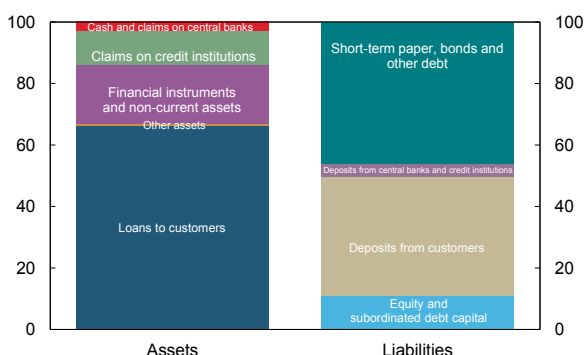 100
80
60
40
20
0
Cash and claims on central banks
Claims on credit institutions
Financial instruments
and non-current assets
Other assets
Loans to customers
Assets
Short-term paper, bonds and
other debt
Deposits from central banks and credit institutions
Deposits from customers
Equity and
subordinated debt capital
Liabilities
100
80
60
40
20
0